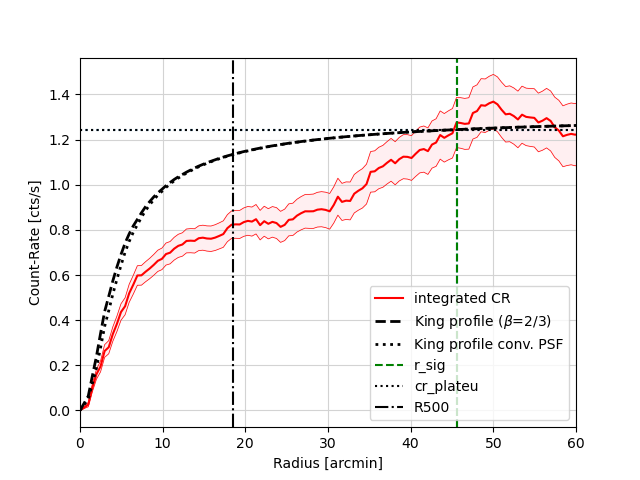 1.4
1.2
1.0
0.8
0.6
0.4
0.2
0.0
Count-Rate [cts/s]
integrated CR
King profile (β=2/3)
King profile conv. PSF
r_sig
cr_plateu
R500
0 10 20 30 40 50 60
Radius [arcmin]